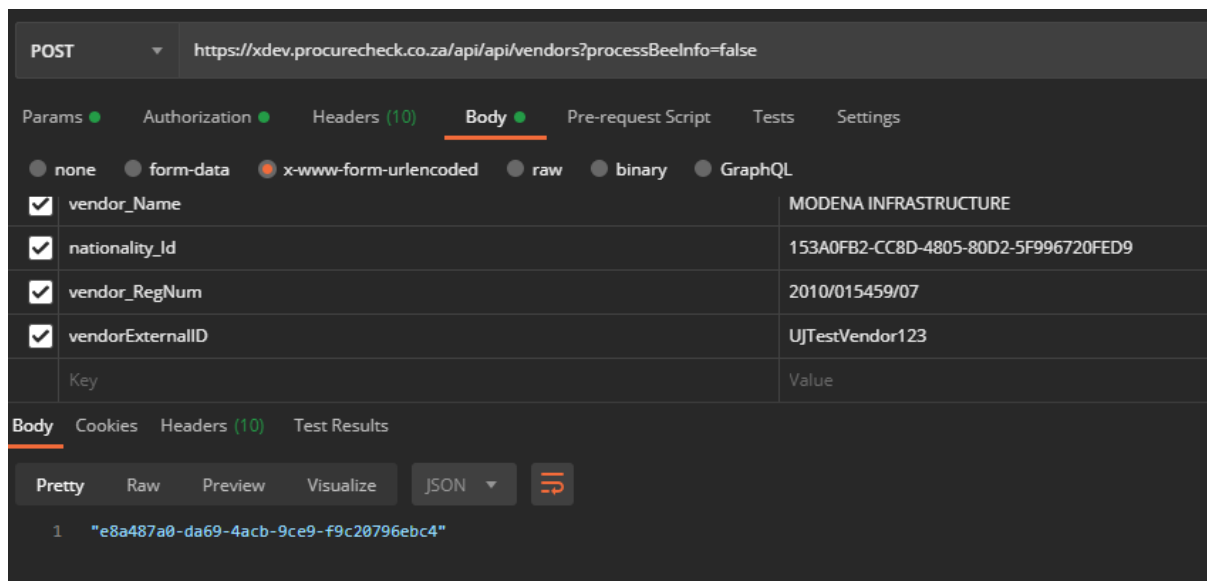 POST https://xdev.procurecheck.co.za/api/api/vendors?processBeeInfo=false
Params Authorization Headers (10) Body Pre-request Script Tests Settings
none form-data x-www-form-urlencoded raw binary GraphQL
vendor_Name MODENA INFRASTRUCTURE
nationality_Id 153A0FB2-CC8D-4805-80D2-5F996720FED9
vendor_RegNum 2010/015459/07
vendorExternalID UJTestVendor123
Key Value
Body Cookies Headers (10) Test Results
Pretty Raw Preview Visualize JSON
1 "e8a487a0-da69-4acb-9ce9-f9c20796ebc4"